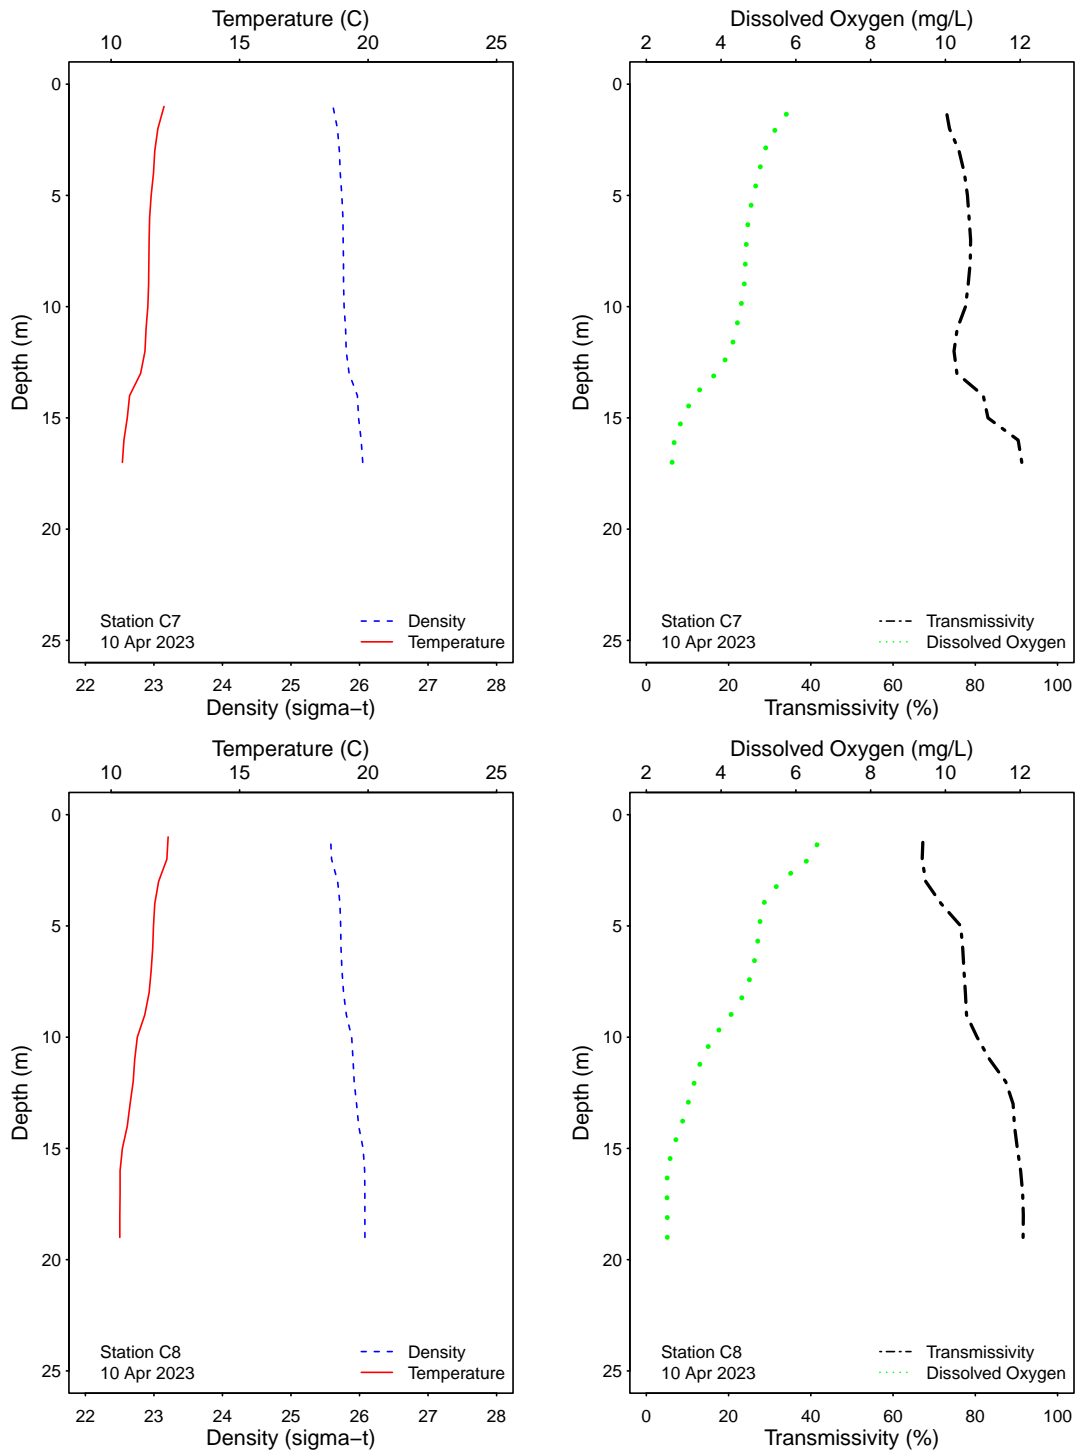 Temperature (C)
10 15 20 25
0
5
10
15
20
25
Depth (m)
Station C7
10 Apr 2023
Density
Temperature
22 23 24 25 26 27 28
Density (sigma−t)
Dissolved Oxygen (mg/L)
2 4 6 8 10 12
0
5
10
15
20
25
Depth (m)
Station C7
10 Apr 2023
Transmissivity
Dissolved Oxygen
0 20 40 60 80 100
Transmissivity (%)
Temperature (C)
10 15 20 25
0
5
10
15
20
25
Depth (m)
Station C8
10 Apr 2023
Density
Temperature
22 23 24 25 26 27 28
Density (sigma−t)
Dissolved Oxygen (mg/L)
2 4 6 8 10 12
0
5
10
15
20
25
Depth (m)
Station C8
10 Apr 2023
Transmissivity
Dissolved Oxygen
0 20 40 60 80 100
Transmissivity (%)